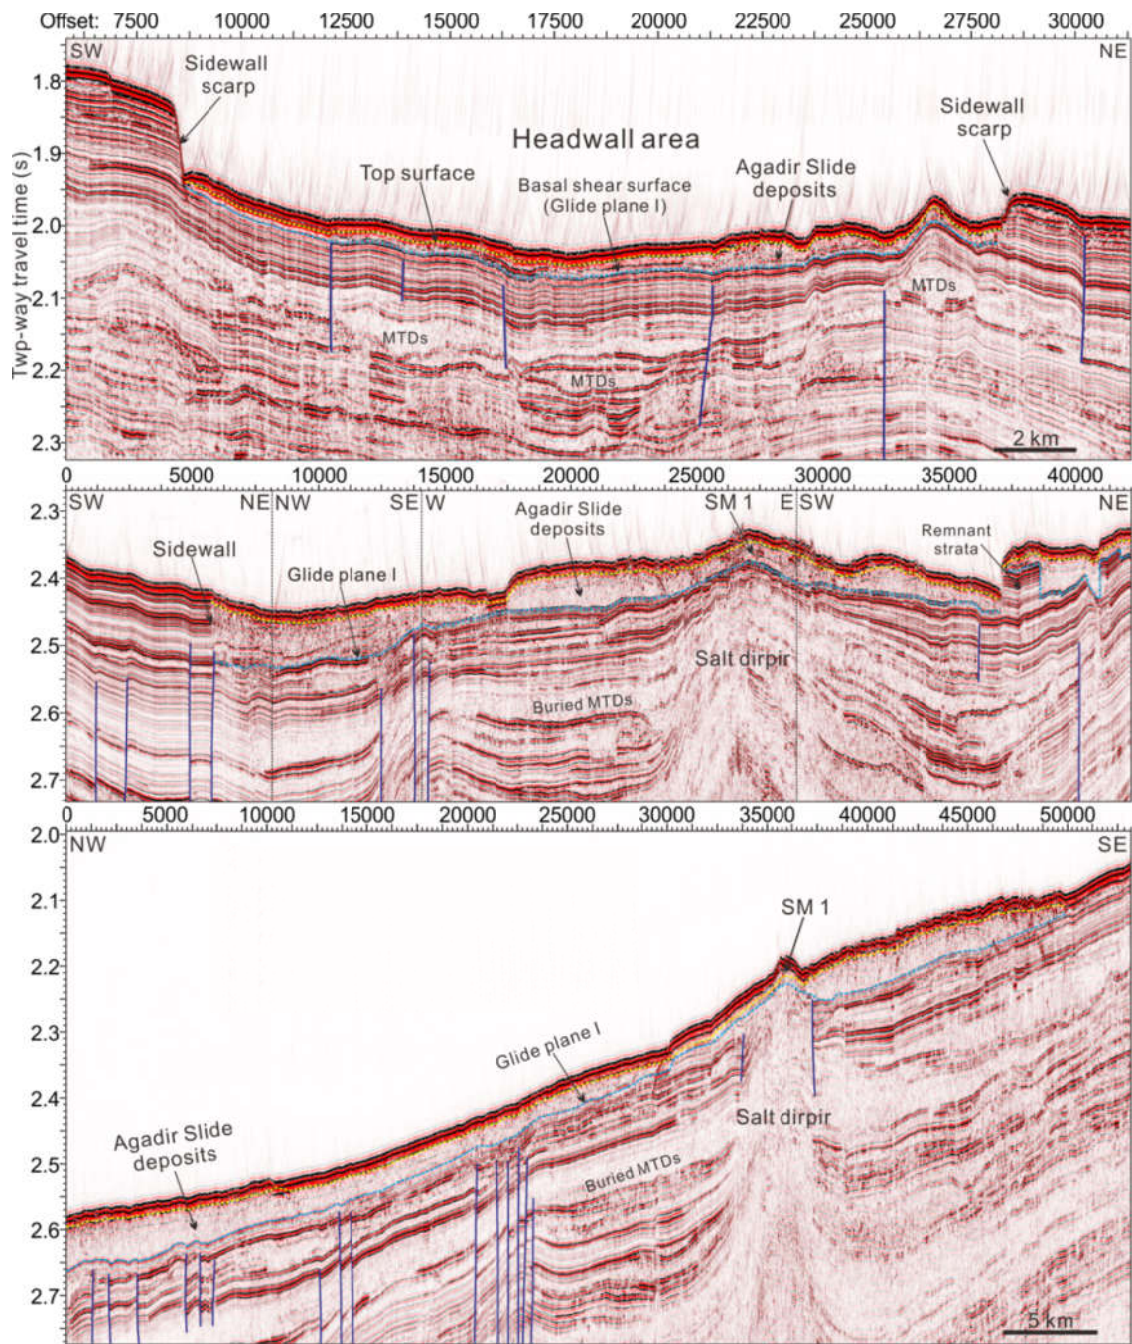 Offset: 7500 10000 12500 15000 17500 20000 22500 25000 27500 30000
SW NE
Sidewall
scarp
Sidewall
scarp
Headwall area
Top surface
Basal shear surface
(Glide plane I)
Agadir Slide
deposits
MTDs
MTDs
MTDs
Twp-way travel time (s)
1.8
1.9
2.0
2.1
2.2
2.3
2 km
0 5000 10000 15000 20000 25000 29000 35000 40000
SW NE NW SE W E SW NE
2.3
2.4
2.5
2.6
2.7
Sidewall
Glide plane I
Agadir Slide
deposits
SM 1
Remnant
strata
Salt dirpir
Buried MTDs
0 5000 10000 15000 20000 25000 30000 35000 40000 50000
NW SE
2.0
2.1
2.2
2.3
2.4
2.5
2.6
2.7
SM 1
Glide plane I
Agadir Slide
deposits
Salt dirpir
Buried MTDs
5 km